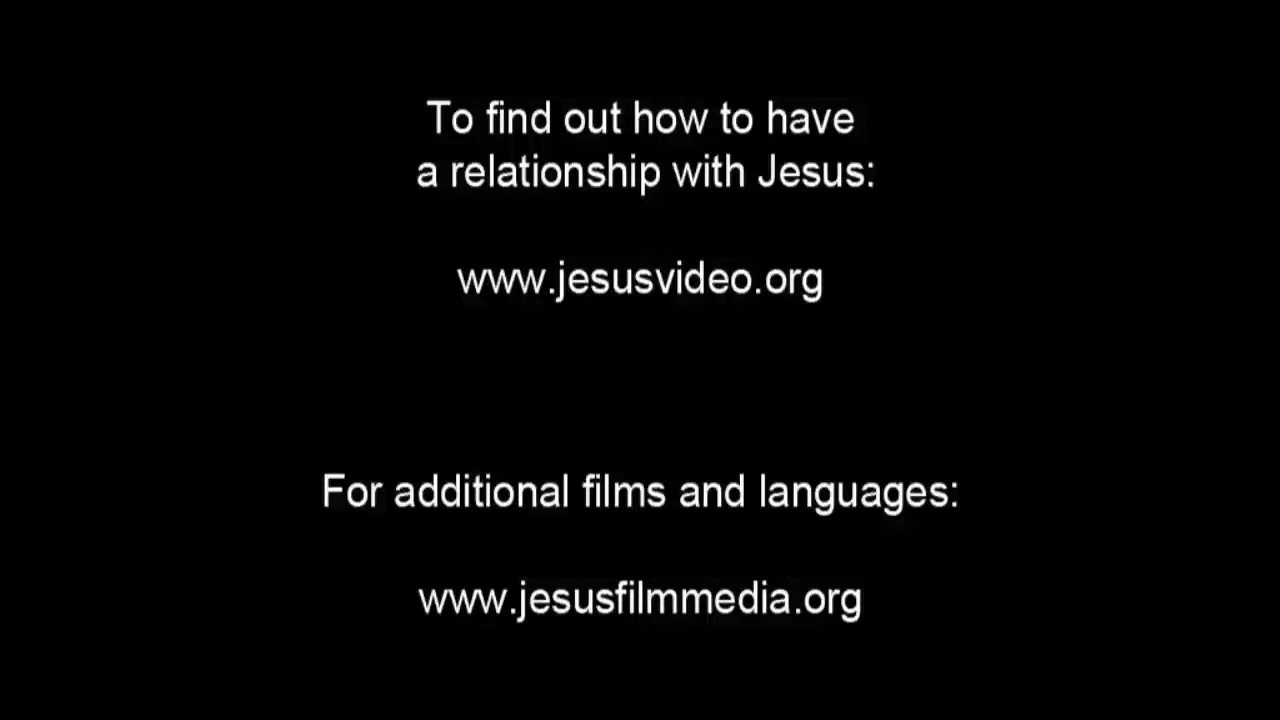 To find out how to have
a relationship with Jesus:
www.jesusvideo.org
For additional films and languages:
www.jesusfilmmedia.org